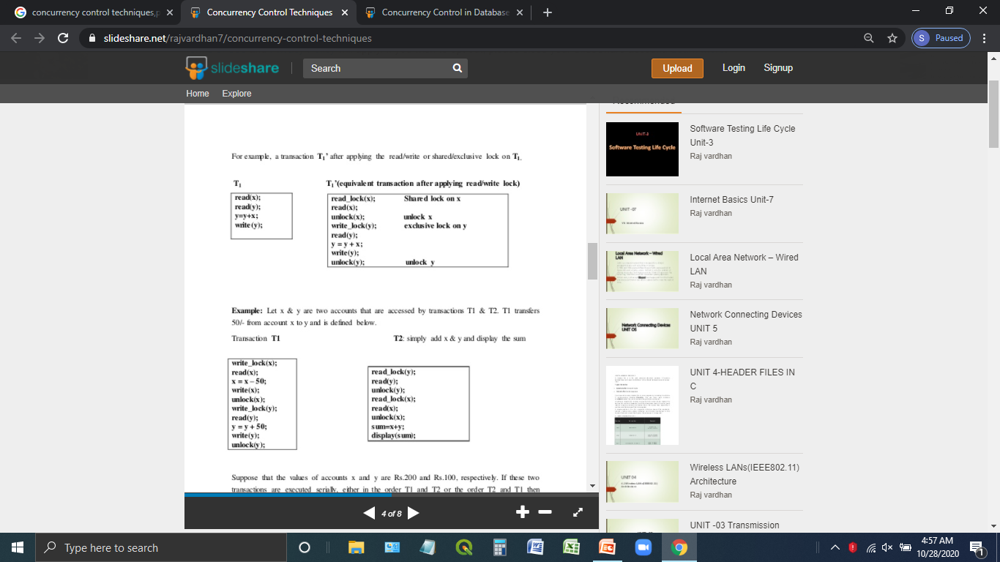 concurrency control techniques,p
Concurrency Control Techniques
Concurrency Control in Database
slideshare.net/rajvardhan7/concurrency-control-techniques
S Paused
slideshare
Search
Upload
Login
Signup
Home Explore
For example, a transaction T1’ after applying the read/write or shared/exclusive lock on T1.
T1 T1’(equivalent transaction after applying read/write lock)
read(x);
read(y);
y=y+x;
write(y);
read_lock(x); Shared lock on x
read(x);
unlock(x); unlock x
write_lock(y); exclusive lock on y
read(y);
y = y + x;
write(y);
unlock(y); unlock y
Example: Let x & y are two accounts that are accessed by transactions T1 & T2. T1 transfers
50/- from account x to y and is defined below.
Transaction T1 T2: simply add x & y and display the sum
write_lock(x);
read(x);
x = x – 50;
write(x);
unlock(x);
write_lock(y);
read(y);
y = y + 50;
write(y);
unlock(y);
read_lock(y);
read(y);
unlock(y);
read_lock(x);
read(x);
unlock(x);
sum=x+y;
display(sum);
Suppose that the values of accounts x and y are Rs.200 and Rs.100, respectively. If these two
transactions are executed serially, either in the order T1 and T2 or the order T2 and T1 then
4 of 8
Recommended
UNIT-3
Software Testing Life Cycle
Software Testing Life Cycle
Unit-3
Raj vardhan
UNIT -07
Internet Basics Unit-7
Raj vardhan
Local Area Network – Wired
LAN
Local Area Network – Wired
LAN
Raj vardhan
Network Connecting Devices
UNIT 05
Network Connecting Devices
UNIT 5
Raj vardhan
UNIT 4-HEADER FILES IN
C
Raj vardhan
UNIT 04
Wireless LANs(IEEE802.11)
Architecture
Raj vardhan
UNIT -03 Transmission
Type here to search
4:57 AM
10/28/2020
1